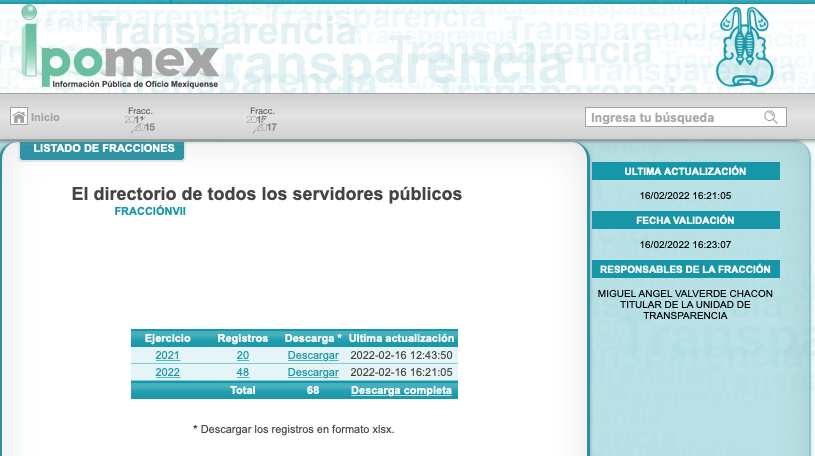 ipomex
Información Pública de Oficio Mexiquense
Transparencia
Inicio
Fracc.
2015
Fracc.
2017
Ingresa tu búsqueda
LISTADO DE FRACCIONES
El directorio de todos los servidores públicos
FRACCIÓNVII
Ejercicio Registros Descarga * Ultima actualización
2021 20 Descargar 2022-02-16 12:43:50
2022 48 Descargar 2022-02-16 16:21:05
Total 68 Descarga completa
* Descargar los registros en formato xlsx.
ULTIMA ACTUALIZACIÓN
16/02/2022 16:21:05
FECHA VALIDACIÓN
16/02/2022 16:23:07
RESPONSABLES DE LA FRACCIÓN
MIGUEL ANGEL VALVERDE CHACON
TITULAR DE LA UNIDAD DE
TRANSPARENCIA